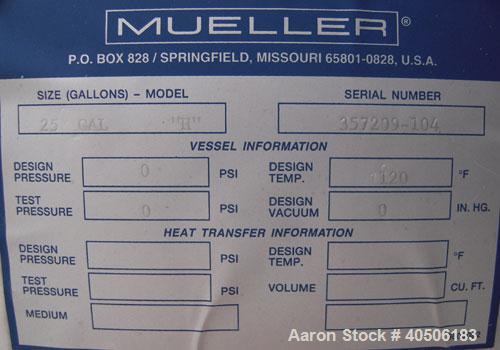 MUELLER®
P.O. BOX 828 / SPRINGFIELD, MISSOURI 65801-0828, U.S.A.
SIZE (GALLONS) – MODEL SERIAL NUMBER
25 GAL "H" 357209-104
VESSEL INFORMATION
DESIGN PRESSURE 0 PSI DESIGN TEMP. 120 °F
TEST PRESSURE 0 PSI DESIGN VACUUM 0 IN. HG.
HEAT TRANSFER INFORMATION
DESIGN PRESSURE PSI DESIGN TEMP. °F
TEST PRESSURE PSI VOLUME CU. FT.
MEDIUM
Aaron Stock # 40506183